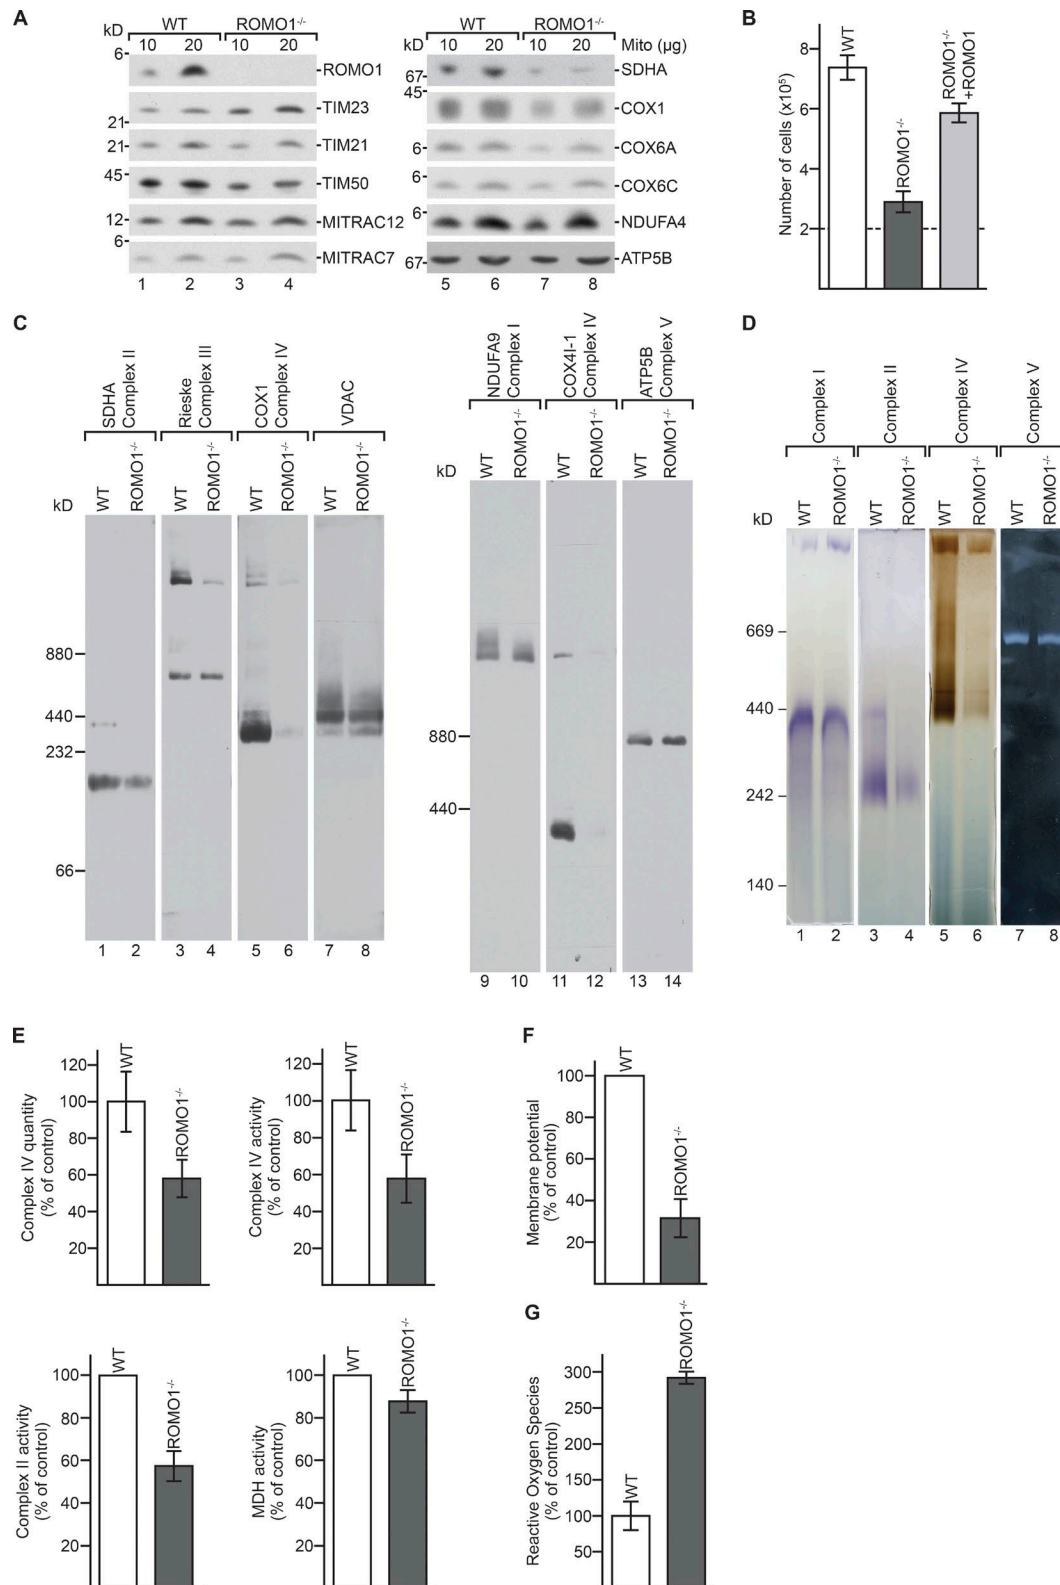 A
kD WT ROMO1-/-
10 20 10 20
6
ROMO1
TIM23
21
21 TIM21
45
TIM50
12 MITRAC12
6
MITRAC7
1 2 3 4
WT ROMO1-/-
kD 10 20 10 20 Mito (µg)
67 SDHA
45
COX1
6 COX6A
6 COX6C
6
NDUFA4
67 ATP5B
5 6 7 8
B
Number of cells (x10⁵)
8
6
4
2
WT
ROMO1-/-
ROMO1-/-
+ROMO1
C
SDHA
Complex II
Rieske
Complex III
COX1
Complex IV
VDAC
kD
WT ROMO1-/- WT ROMO1-/- WT ROMO1-/- WT ROMO1-/-
880
440
232
66
1 2 3 4 5 6 7 8
NDUFA9
Complex I
COX4I-1
Complex IV
ATP5B
Complex V
kD
WT ROMO1-/- WT ROMO1-/- WT ROMO1-/-
880
440
9 10 11 12 13 14
D
Complex I
Complex II
Complex IV
Complex V
kD
WT ROMO1-/- WT ROMO1-/- WT ROMO1-/- WT ROMO1-/-
669
440
242
140
1 2 3 4 5 6 7 8
E
Complex IV quantity
(% of control)
120
100
80
60
40
20
WT
ROMO1-/-
Complex IV activity
(% of control)
120
100
80
60
40
20
WT
ROMO1-/-
Complex II activity
(% of control)
100
80
60
40
20
WT
ROMO1-/-
MDH activity
(% of control)
100
80
60
40
20
WT
ROMO1-/-
F
Membrane potential
(% of control)
100
80
60
40
20
WT
ROMO1-/-
G
Reactive Oxygen Species
(% of control)
300
250
200
150
100
50
WT
ROMO1-/-